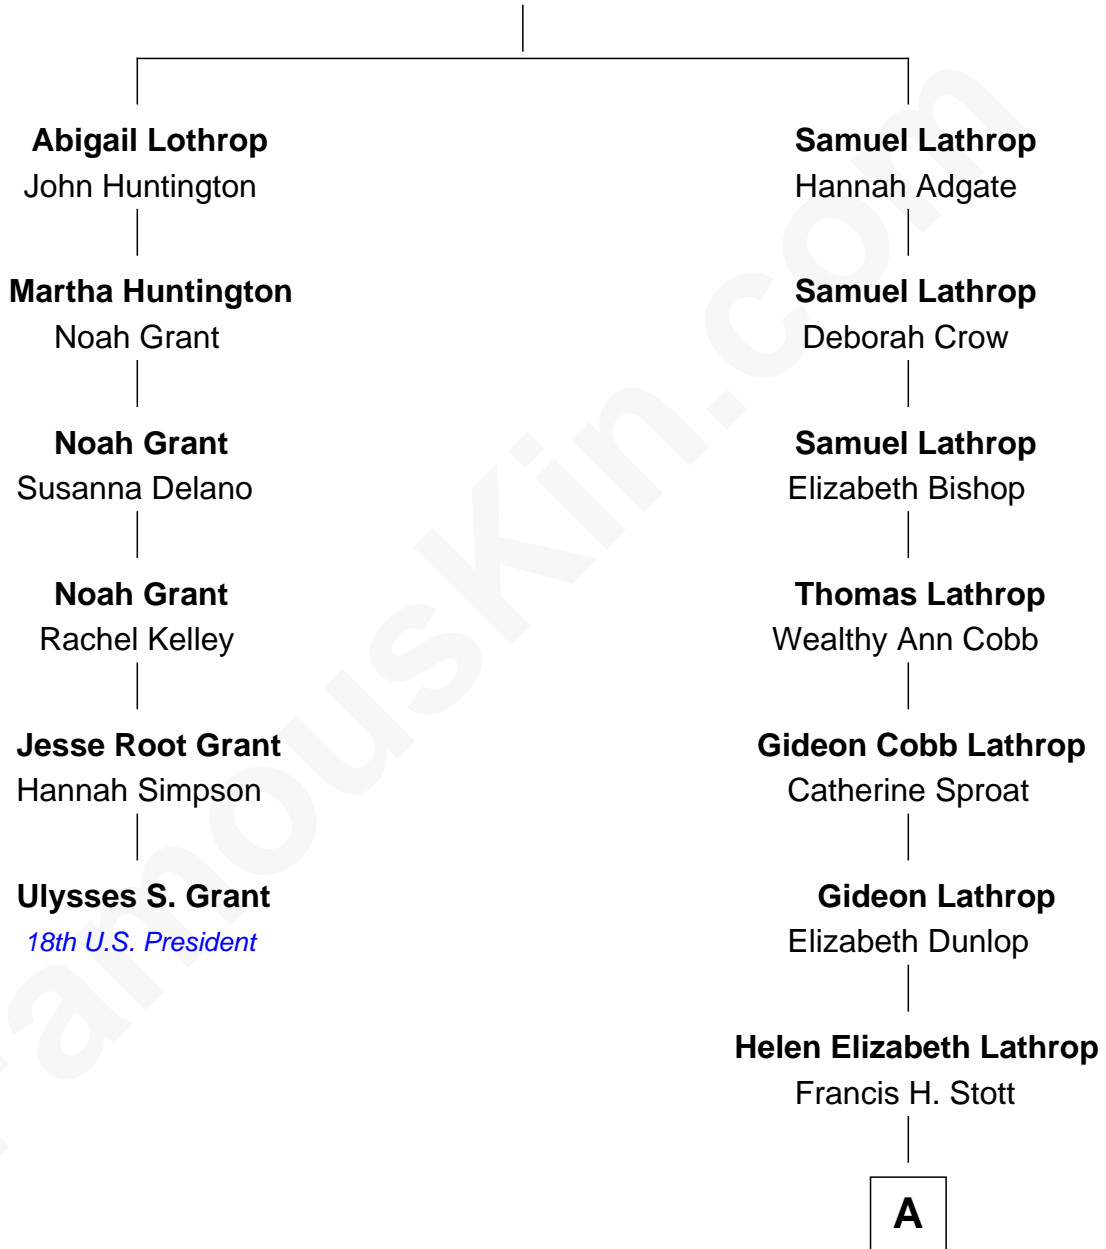 Abigail Lothrop
John Huntington
Martha Huntington
Noah Grant
Noah Grant
Susanna Delano
Noah Grant
Rachel Kelley
Jesse Root Grant
Hannah Simpson
Ulysses S. Grant
18th U.S. President
Samuel Lathrop
Hannah Adgate
Samuel Lathrop
Deborah Crow
Samuel Lathrop
Elizabeth Bishop
Thomas Lathrop
Wealthy Ann Cobb
Gideon Cobb Lathrop
Catherine Sproat
Gideon Lathrop
Elizabeth Dunlop
Helen Elizabeth Lathrop
Francis H. Stott
A
FamousKin.com